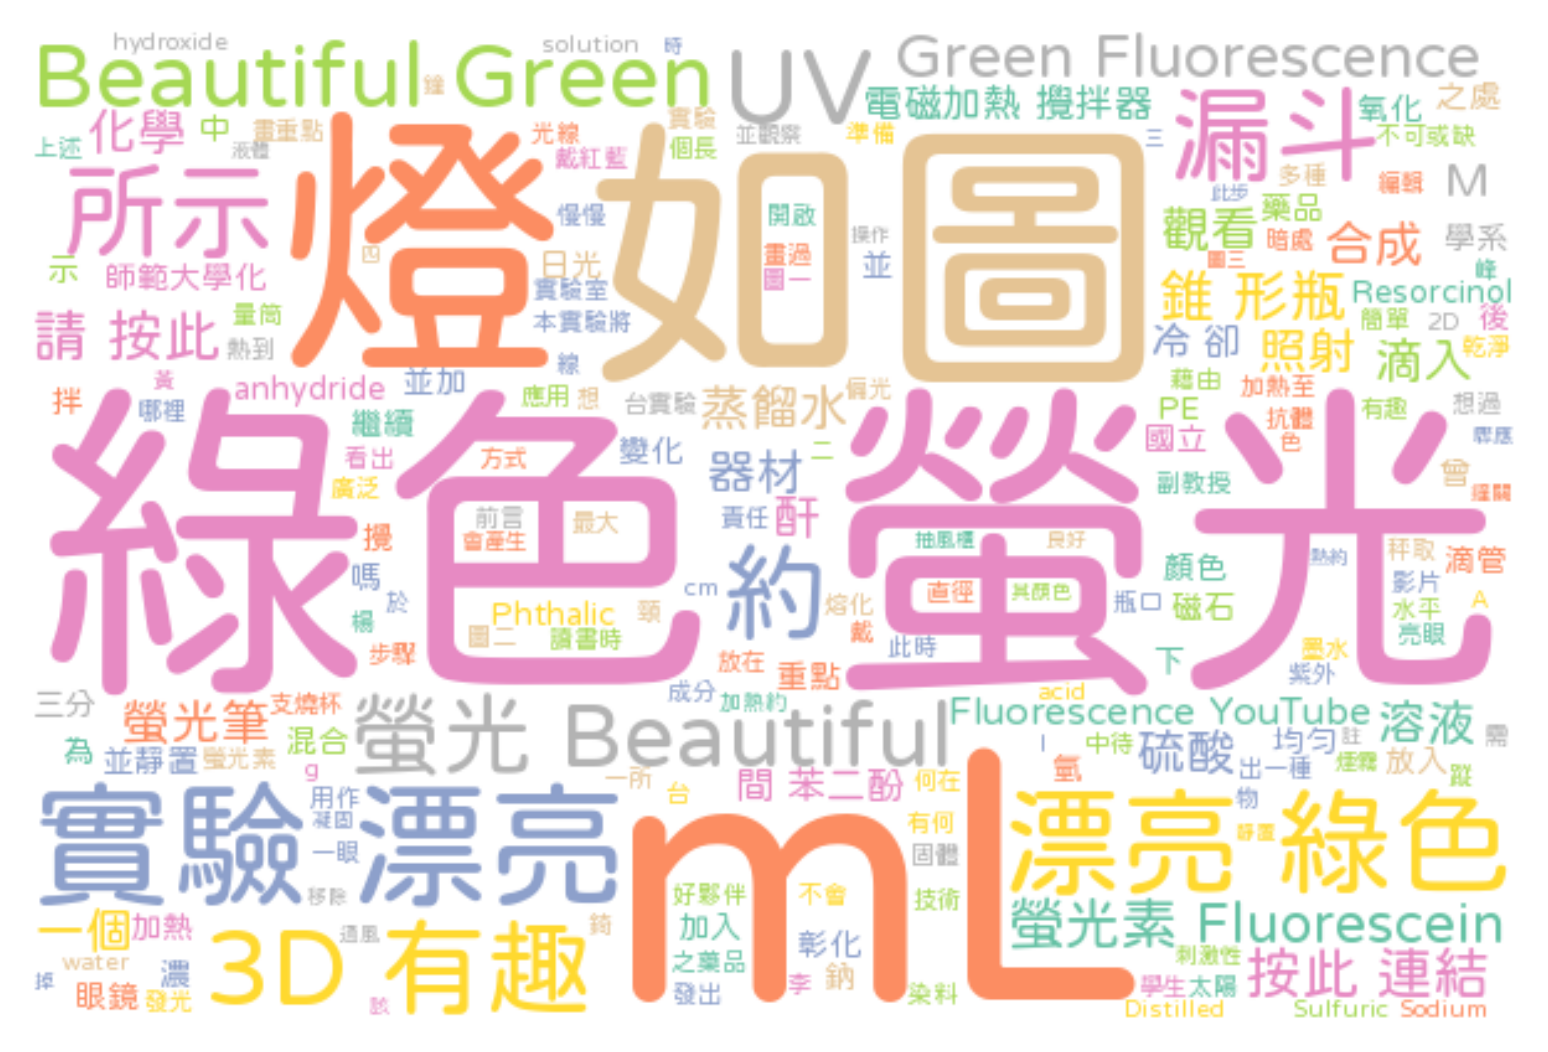 hydroxide
solution
時
Beautiful Green
鐘
UV
Green Fluorescence
電磁加熱 攪拌器
漏斗
氧化
之處
上述
化學
中
畫重點
液體
光線
戴紅藍
實驗
個長
並觀察
準備
三
不可或缺
所示
燈
如圖
慢慢
開啟
操作
此步
多種
編輯
M
觀看
藥品
暗處
合成
學系
示
師範大學化
四
日光
畫過
圖一
並
圖三
峰
實驗室
錐 形瓶
Resorcinol
請 按此
量筒
熱到
本實驗將
線
冷 卻
照射
簡單
2D
後
滴入
乾淨
黃
拌
哪裡
anhydride
並加
應用
想
台實驗
蒸餾水
偏光
藉由
加熱至
PE
抗體
有趣
想過
綠色
螢光
繼續
看出
方式
變化
器材
二
國立
色
曾
廣泛
副教授
前言
會產生
最大
責任
酐
攪
約
抽風櫃
良好
熱約
秤取
滴管
顏色
影片
嗎
於
cm
熔化
直徑
其顏色
瓶口
磁石
水平
A
Phthalic
頸
楊
圖二
讀書時
戴
亮眼
步驟
放在
重點
此時
下
墨水
紫外
三分
成分
加熱約
acid
螢光筆
支燒杯
螢光 Beautiful
Fluorescence YouTube
溶液
需
為
並靜置
螢光素
混合
中待
硫酸
均勻
註
g
l
氫
出一種
煙霧
放入
蹤
實驗
用作
凝固
漂亮
一所
台
間 苯二酚
何在
mL
物
漂亮 綠色
靜置
一眼
移除
有何
固體
好夥伴
不會
技術
螢光素 Fluorescein
一個
加熱
3D 有趣
通風
錡
加入
彰化
刺激性
water
濃
之藥品
鈉
按此 連結
掉
眼鏡
發光
該
發出
李
染料
學生
太陽
Distilled
Sulfuric
Sodium